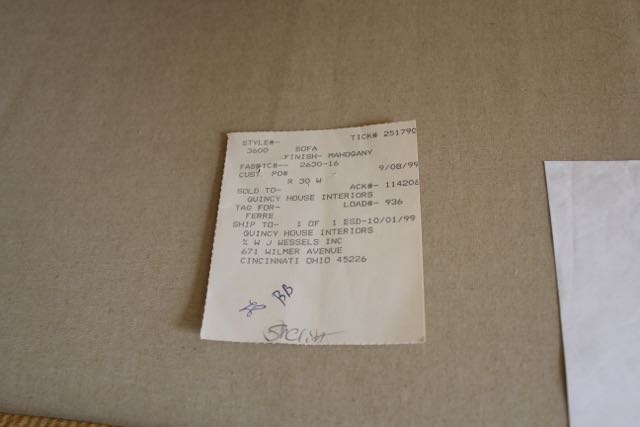 STYLE#- TICK# 251790
3600 SOFA
FINISH- MAHOGANY
FABRIC#-- 2630-16 9/08/99
CUST. PO#
R 30 W
SOLD TO- ACK#- 114206
QUINCY HOUSE INTERIORS
TAG FOR- LOAD#- 936
FERRE
SHIP TO- 1 OF 1 ESD-10/01/99
QUINCY HOUSE INTERIORS
% W J WESSELS INC
671 WILMER AVENUE
CINCINNATI OHIO 45226
BB